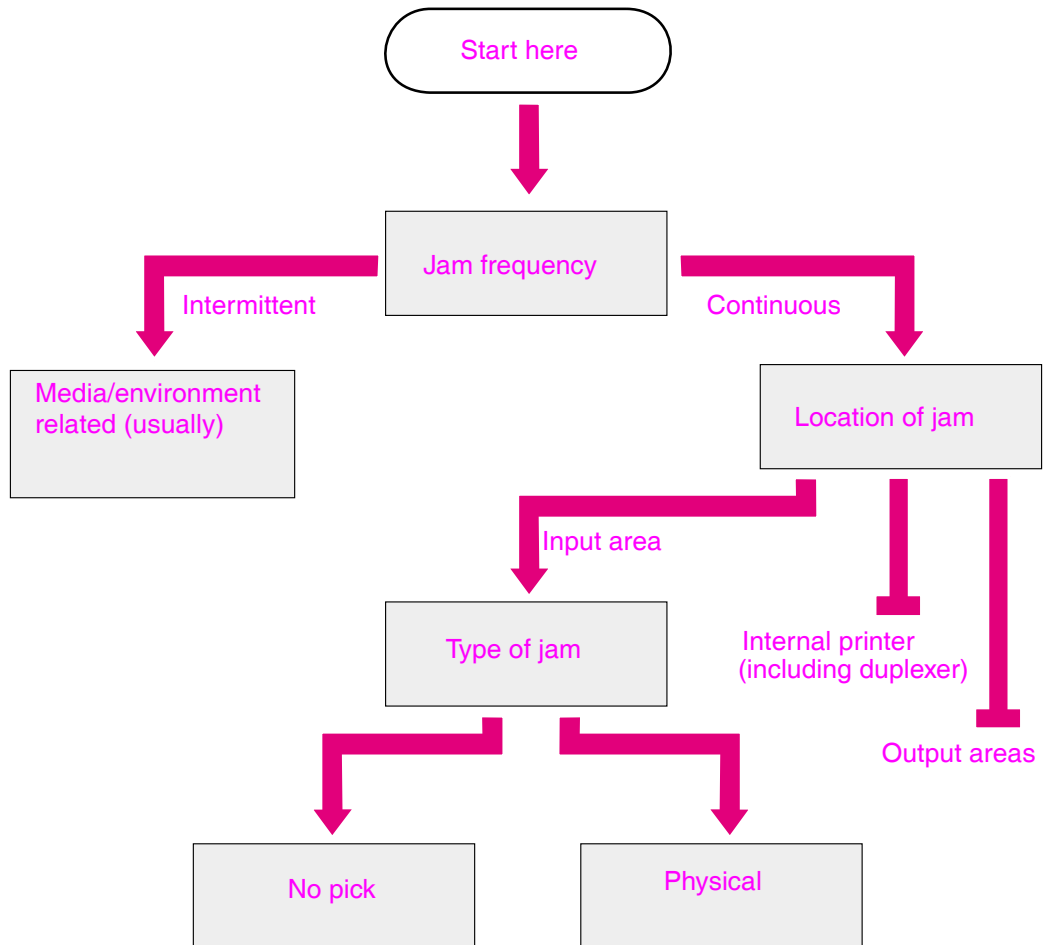 Start here
Jam frequency
Intermittent
Continuous
Media/environment
related (usually)
Location of jam
Input area
Type of jam
Internal printer
(including duplexer)
Output areas
No pick
Physical